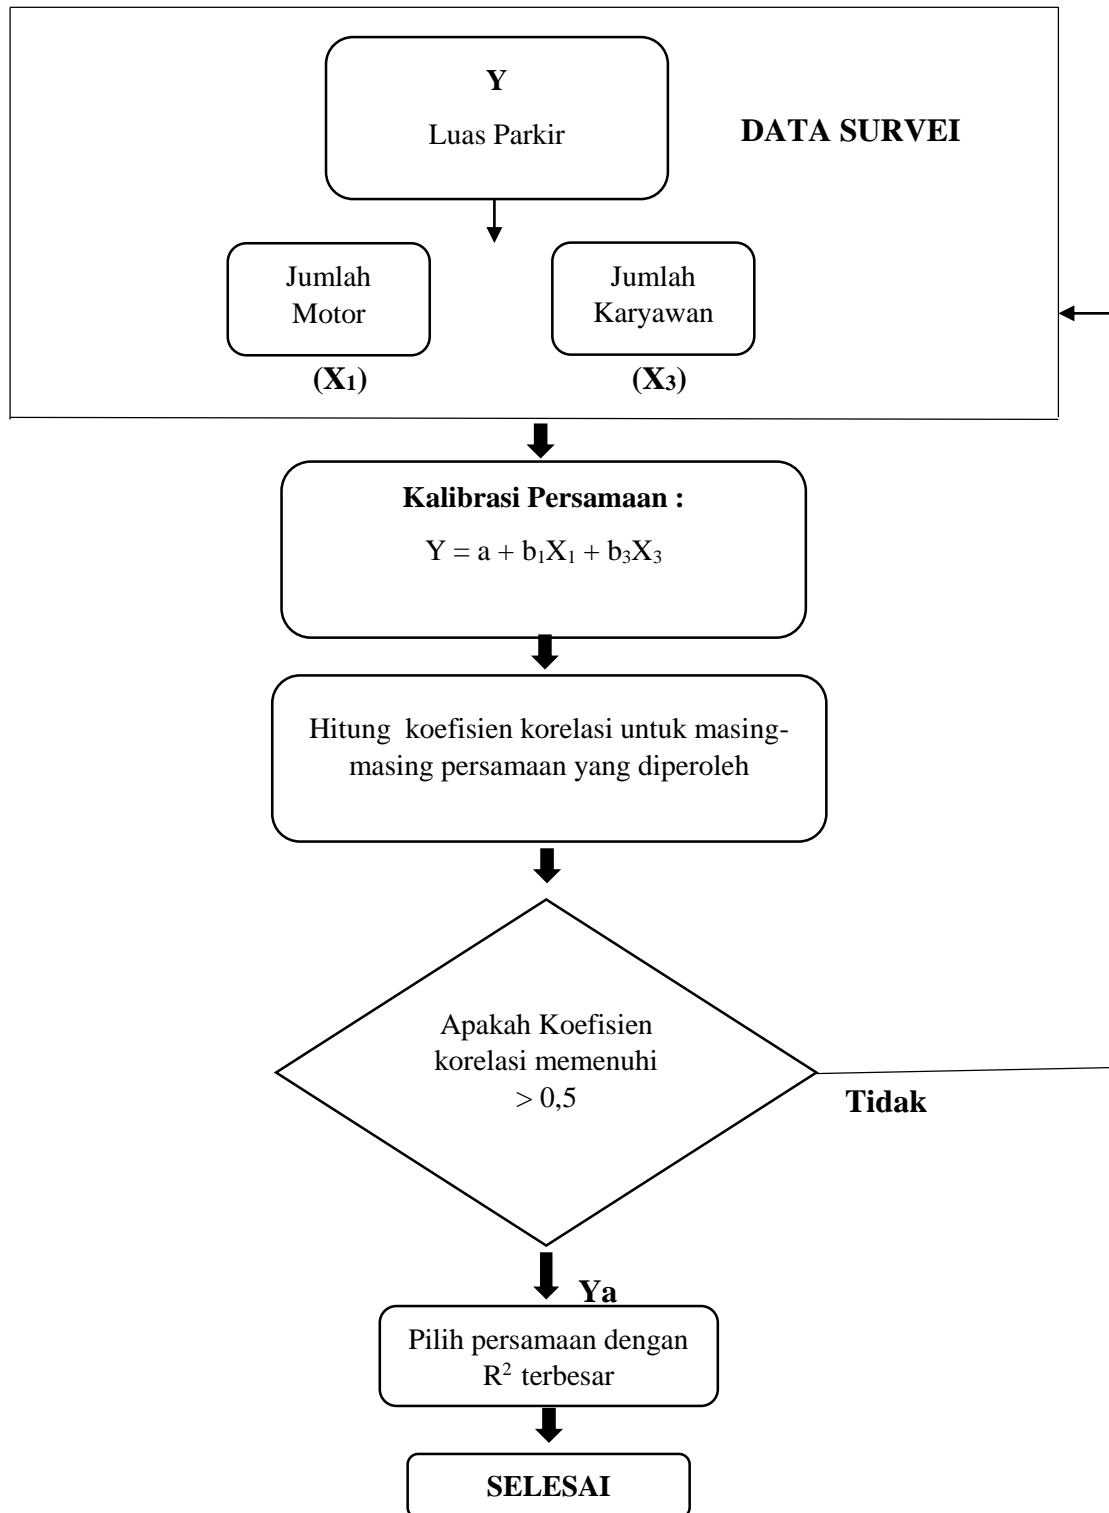 Y
Luas Parkir
DATA SURVEI
Jumlah
Motor
Jumlah
Karyawan
(X₁)
(X₃)
Kalibrasi Persamaan :
Y = a + b₁X₁ + b₃X₃
Hitung koefisien korelasi untuk masing-
masing persamaan yang diperoleh
Apakah Koefisien
korelasi memenuhi
> 0,5
Tidak
Ya
Pilih persamaan dengan
R² terbesar
SELESAI